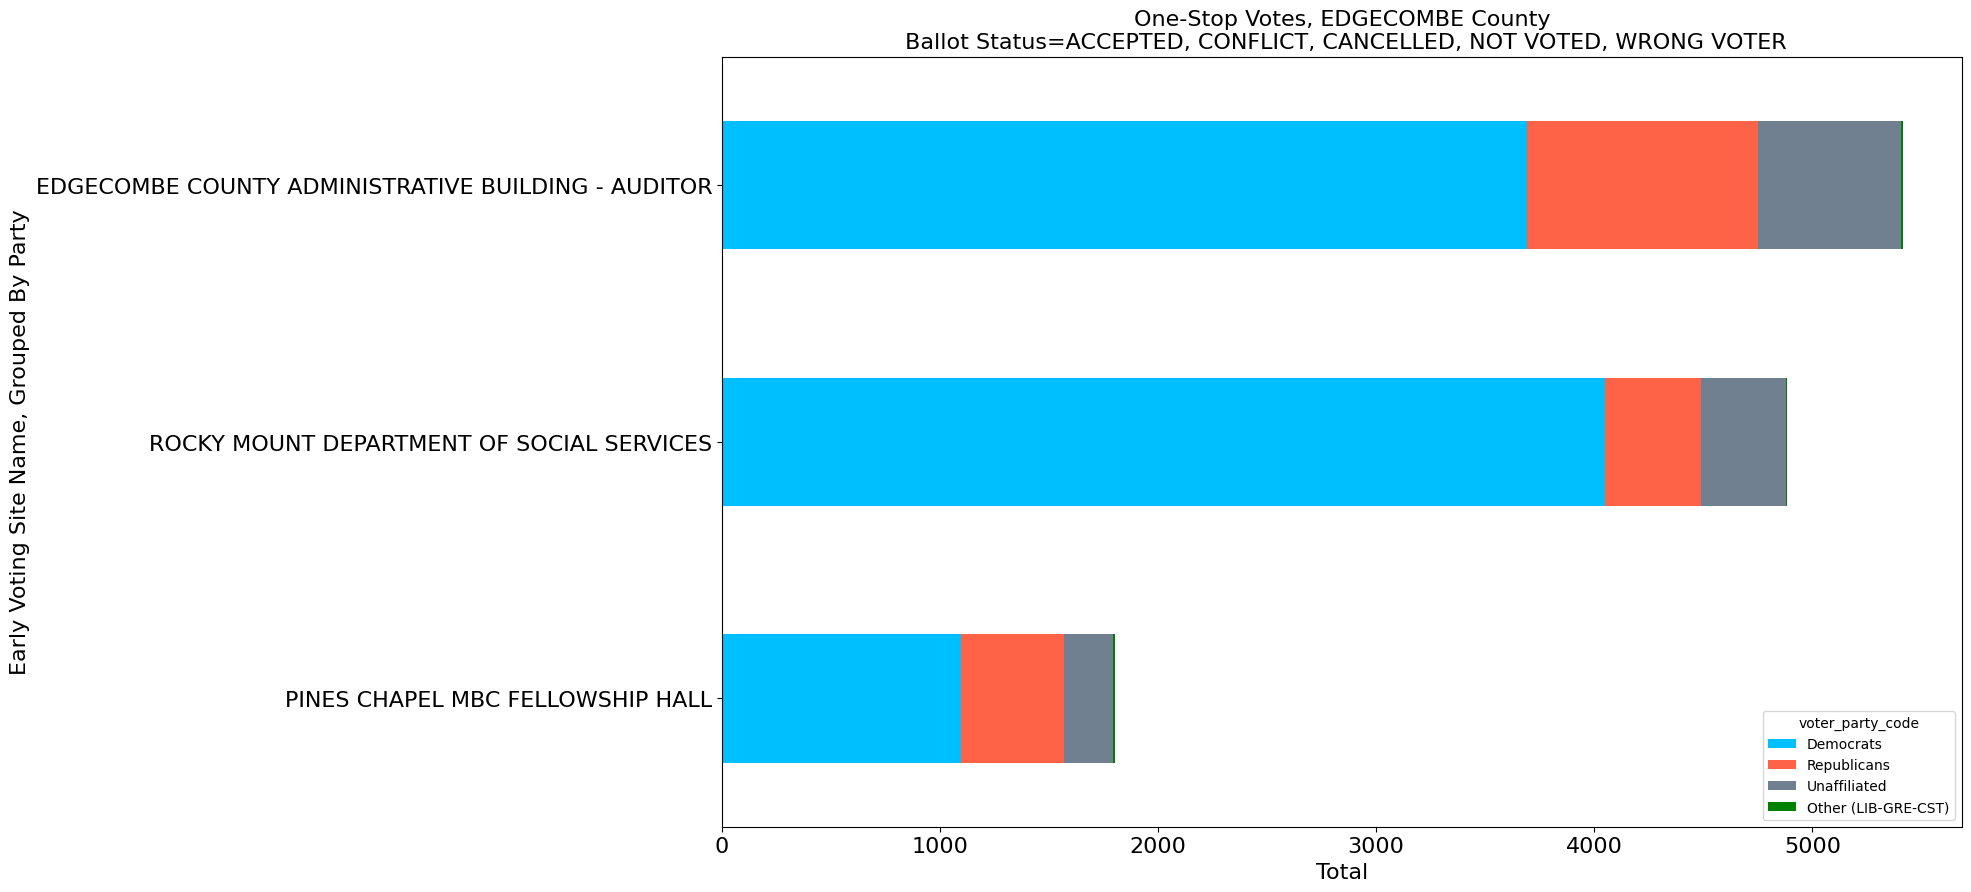 One-Stop Votes, EDGECOMBE County
Ballot Status=ACCEPTED, CONFLICT, CANCELLED, NOT VOTED, WRONG VOTER
Early Voting Site Name, Grouped By Party
EDGECOMBE COUNTY ADMINISTRATIVE BUILDING - AUDITOR
ROCKY MOUNT DEPARTMENT OF SOCIAL SERVICES
PINES CHAPEL MBC FELLOWSHIP HALL
voter_party_code
Democrats
Republicans
Unaffiliated
Other (LIB-GRE-CST)
0 1000 2000 3000 4000 5000
Total